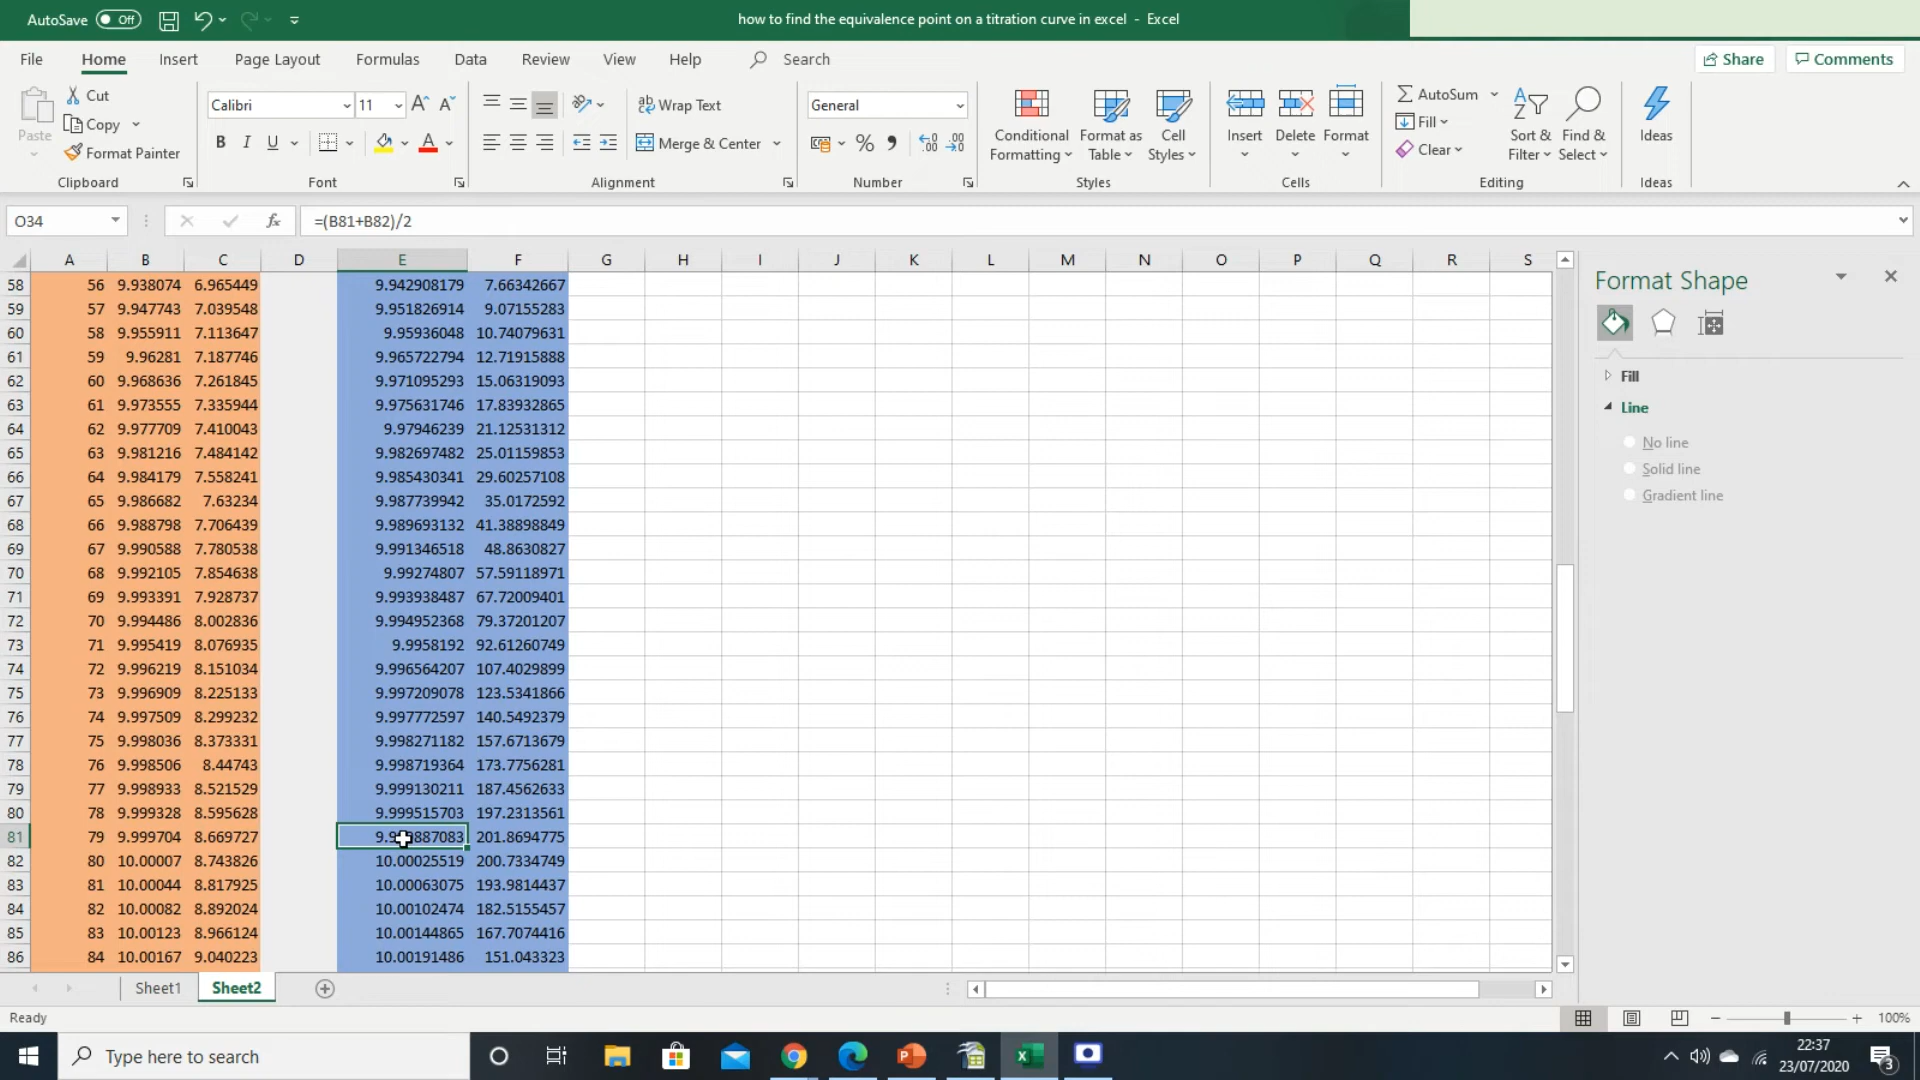 AutoSave Off how to find the equivalence point on a titration curve in excel - Excel
File Home Insert Page Layout Formulas Data Review View Help Search Share Comments
Paste Cut Copy Format Painter Clipboard
Calibri 11 B I U Font
Wrap Text Merge & Center Alignment
General % Number
Conditional Formatting Format as Table Cell Styles Styles
Insert Delete Format Cells
AutoSum Fill Clear Sort & Filter Find & Select Editing
Ideas Ideas
O34 fx =(B81+B82)/2
A B C D E F G H I J K L M N O P Q R S
58 56 9.938074 6.965449 9.942908179 7.66342667
59 57 9.947743 7.039548 9.951826914 9.07155283
60 58 9.955911 7.113647 9.95936048 10.74079631
61 59 9.96281 7.187746 9.965722794 12.71915888
62 60 9.968636 7.261845 9.971095293 15.06319093
63 61 9.973555 7.335944 9.975631746 17.83932865
64 62 9.977709 7.410043 9.97946239 21.12531312
65 63 9.981216 7.484142 9.982697482 25.01159853
66 64 9.984179 7.558241 9.985430341 29.60257108
67 65 9.986682 7.63234 9.987739942 35.0172592
68 66 9.988798 7.706439 9.989693132 41.38898849
69 67 9.990588 7.780538 9.991346518 48.8630827
70 68 9.992105 7.854638 9.99274807 57.59118971
71 69 9.993391 7.928737 9.993938487 67.72009401
72 70 9.994486 8.002836 9.994952368 79.37201207
73 71 9.995419 8.076935 9.9958192 92.61260749
74 72 9.996219 8.151034 9.996564207 107.4029899
75 73 9.996909 8.225133 9.997209078 123.5341866
76 74 9.997509 8.299232 9.997772597 140.5492379
77 75 9.998036 8.373331 9.998271182 157.6713679
78 76 9.998506 8.44743 9.998719364 173.7756281
79 77 9.998933 8.521529 9.999130211 187.4562633
80 78 9.999328 8.595628 9.999515703 197.2313561
81 79 9.999704 8.669727 201.8694775
82 80 10.00007 8.743826 10.00025519 200.7334749
83 81 10.00044 8.817925 10.00063075 193.9814437
84 82 10.00082 8.892024 10.00102474 182.5155457
85 83 10.00123 8.966124 10.00144865 167.7074416
86 84 10.00167 9.040223 10.00191486 151.043323
Format Shape
Fill
Line
No line
Solid line
Gradient line
Sheet1 Sheet2
Ready 100%
Type here to search
22:37
23/07/2020
3